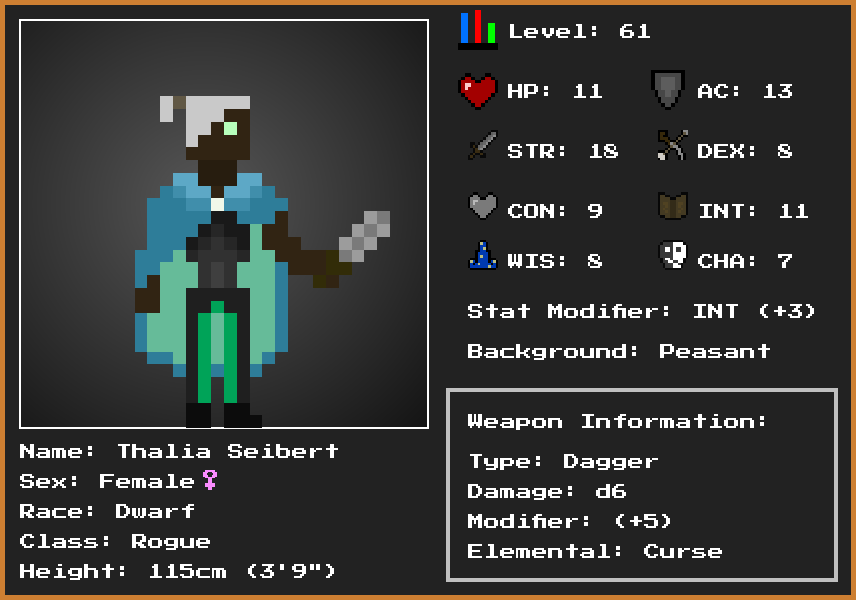 Level: 61
HP: 11
AC: 13
STR: 18
DEX: 8
CON: 9
INT: 11
WIS: 8
CHA: 7
Stat Modifier: INT (+3)
Background: Peasant
Weapon Information:
Type: Dagger
Damage: d6
Modifier: (+5)
Elemental: Curse
Name: Thalia Seibert
Sex: Female♀
Race: Dwarf
Class: Rogue
Height: 115cm (3'9")